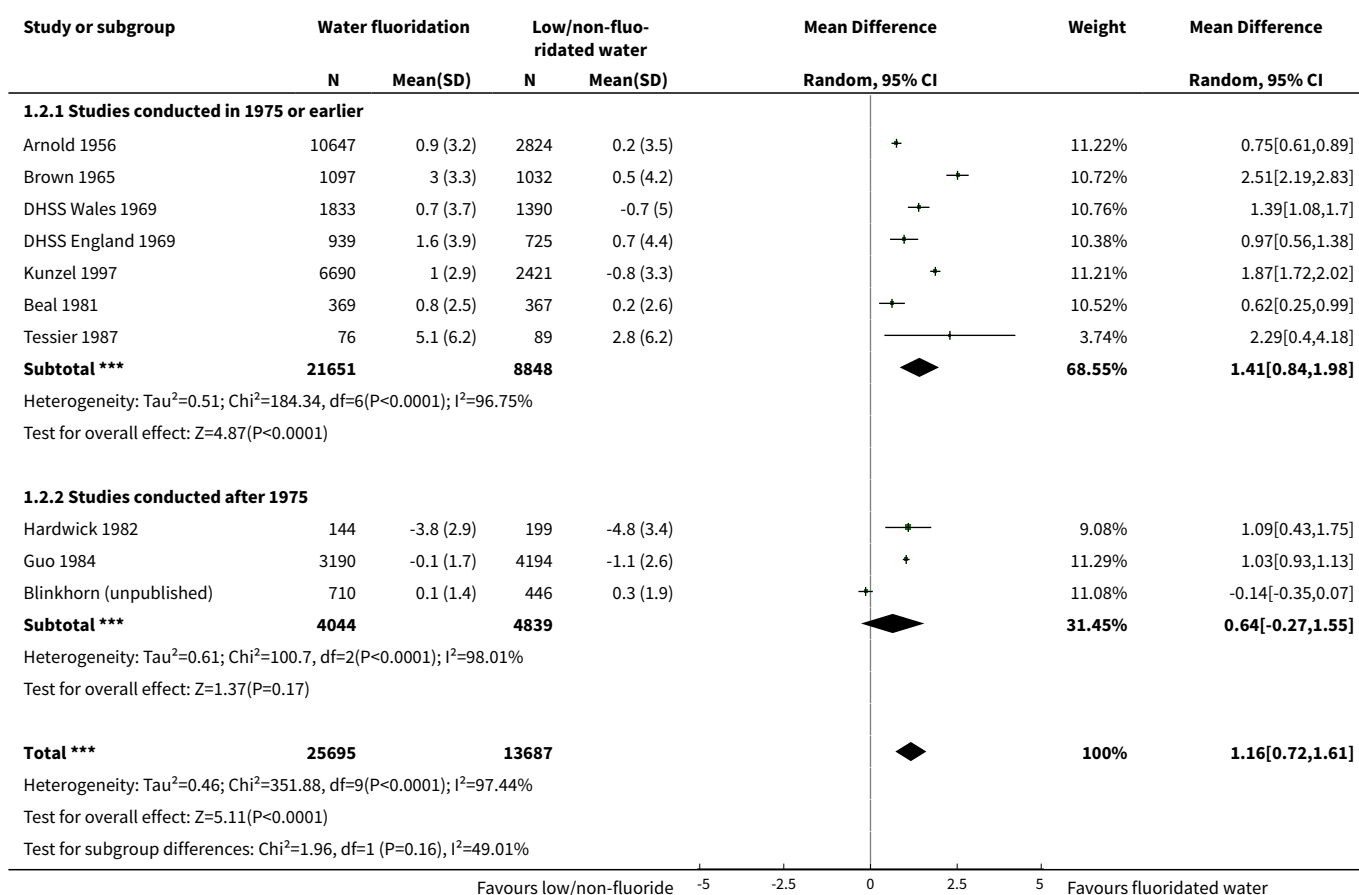 Study or subgroup Water fluoridation Low/non-fluo- Mean Difference Weight Mean Difference
ridated water
N Mean(SD) N Mean(SD) Random, 95% CI Random, 95% CI
1.2.1 Studies conducted in 1975 or earlier
Arnold 1956 10647 0.9 (3.2) 2824 0.2 (3.5) 11.22% 0.75[0.61,0.89]
Brown 1965 1097 3 (3.3) 1032 0.5 (4.2) 10.72% 2.51[2.19,2.83]
DHSS Wales 1969 1833 0.7 (3.7) 1390 -0.7 (5) 10.76% 1.39[1.08,1.7]
DHSS England 1969 939 1.6 (3.9) 725 0.7 (4.4) 10.38% 0.97[0.56,1.38]
Kunzel 1997 6690 1 (2.9) 2421 -0.8 (3.3) 11.21% 1.87[1.72,2.02]
Beal 1981 369 0.8 (2.5) 367 0.2 (2.6) 10.52% 0.62[0.25,0.99]
Tessier 1987 76 5.1 (6.2) 89 2.8 (6.2) 3.74% 2.29[0.4,4.18]
Subtotal *** 21651 8848 68.55% 1.41[0.84,1.98]
Heterogeneity: Tau²=0.51; Chi²=184.34, df=6(P<0.0001); I²=96.75%
Test for overall effect: Z=4.87(P<0.0001)
1.2.2 Studies conducted after 1975
Hardwick 1982 144 -3.8 (2.9) 199 -4.8 (3.4) 9.08% 1.09[0.43,1.75]
Guo 1984 3190 -0.1 (1.7) 4194 -1.1 (2.6) 11.29% 1.03[0.93,1.13]
Blinkhorn (unpublished) 710 0.1 (1.4) 446 0.3 (1.9) 11.08% -0.14[-0.35,0.07]
Subtotal *** 4044 4839 31.45% 0.64[-0.27,1.55]
Heterogeneity: Tau²=0.61; Chi²=100.7, df=2(P<0.0001); I²=98.01%
Test for overall effect: Z=1.37(P=0.17)
Total *** 25695 13687 100% 1.16[0.72,1.61]
Heterogeneity: Tau²=0.46; Chi²=351.88, df=9(P<0.0001); I²=97.44%
Test for overall effect: Z=5.11(P<0.0001)
Test for subgroup differences: Chi²=1.96, df=1 (P=0.16), I²=49.01%
Favours low/non-fluoride -5 -2.5 0 2.5 5 Favours fluoridated water